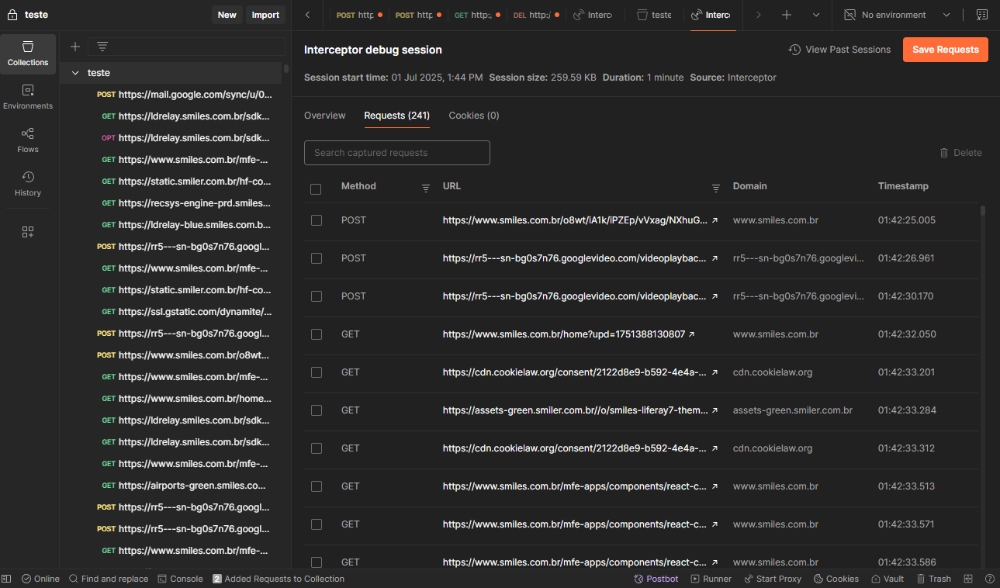 teste
New
Import
POST http
POST http
GET http:/
DEL http:/
Interc
teste
Interc
No environment
Collections
Environments
Flows
History
teste
POST https://mail.google.com/sync/u/0...
GET https://ldrelay.smiles.com.br/sdk...
OPT https://ldrelay.smiles.com.br/sdk...
GET https://www.smiles.com.br/mfe-...
GET https://static.smiler.com.br/hf-co...
GET https://recsys-engine-prd.smiles...
GET https://ldrelay-blue.smiles.com.b...
POST https://rr5---sn-bg0s7n76.googl...
GET https://www.smiles.com.br/mfe-...
GET https://static.smiler.com.br/hf-co...
GET https://ssl.gstatic.com/dynamite/...
POST https://rr5---sn-bg0s7n76.googl...
POST https://www.smiles.com.br/o8wt...
GET https://www.smiles.com.br/mfe-...
GET https://www.smiles.com.br/home...
GET https://ldrelay.smiles.com.br/sdk...
GET https://ldrelay.smiles.com.br/sdk...
GET https://www.smiles.com.br/mfe-...
GET https://airports-green.smiles.co...
POST https://rr5---sn-bg0s7n76.googl...
POST https://rr5---sn-bg0s7n76.googl...
GET https://www.smiles.com.br/mfe-...
Interceptor debug session
View Past Sessions
Save Requests
Session start time: 01 Jul 2025, 1:44 PM Session size: 259.59 KB Duration: 1 minute Source: Interceptor
Overview
Requests (241)
Cookies (0)
Search captured requests
Delete
Method URL Domain Timestamp
POST https://www.smiles.com.br/o8wt/iA1k/iPZEp/vVxag/NXhuG... www.smiles.com.br 01:42:25.005
POST https://rr5---sn-bg0s7n76.googlevideo.com/videoplaybac... rr5---sn-bg0s7n76.googlevi... 01:42:26.961
POST https://rr5---sn-bg0s7n76.googlevideo.com/videoplaybac... rr5---sn-bg0s7n76.googlevi... 01:42:30.170
GET https://www.smiles.com.br/home?upd=1751388130807 www.smiles.com.br 01:42:32.050
GET https://cdn.cookielaw.org/consent/2122d8e9-b592-4e4a-... cdn.cookielaw.org 01:42:33.201
GET https://assets-green.smiler.com.br//o/smiles-liferay7-them... assets-green.smiler.com.br 01:42:33.284
GET https://cdn.cookielaw.org/consent/2122d8e9-b592-4e4a-... cdn.cookielaw.org 01:42:33.312
GET https://www.smiles.com.br/mfe-apps/components/react-c... www.smiles.com.br 01:42:33.513
GET https://www.smiles.com.br/mfe-apps/components/react-c... www.smiles.com.br 01:42:33.571
GET https://www.smiles.com.br/mfe-apps/components/react-c... www.smiles.com.br 01:42:33.586
Online
Find and replace
Console
2 Added Requests to Collection
Postbot
Runner
Start Proxy
Cookies
Vault
Trash